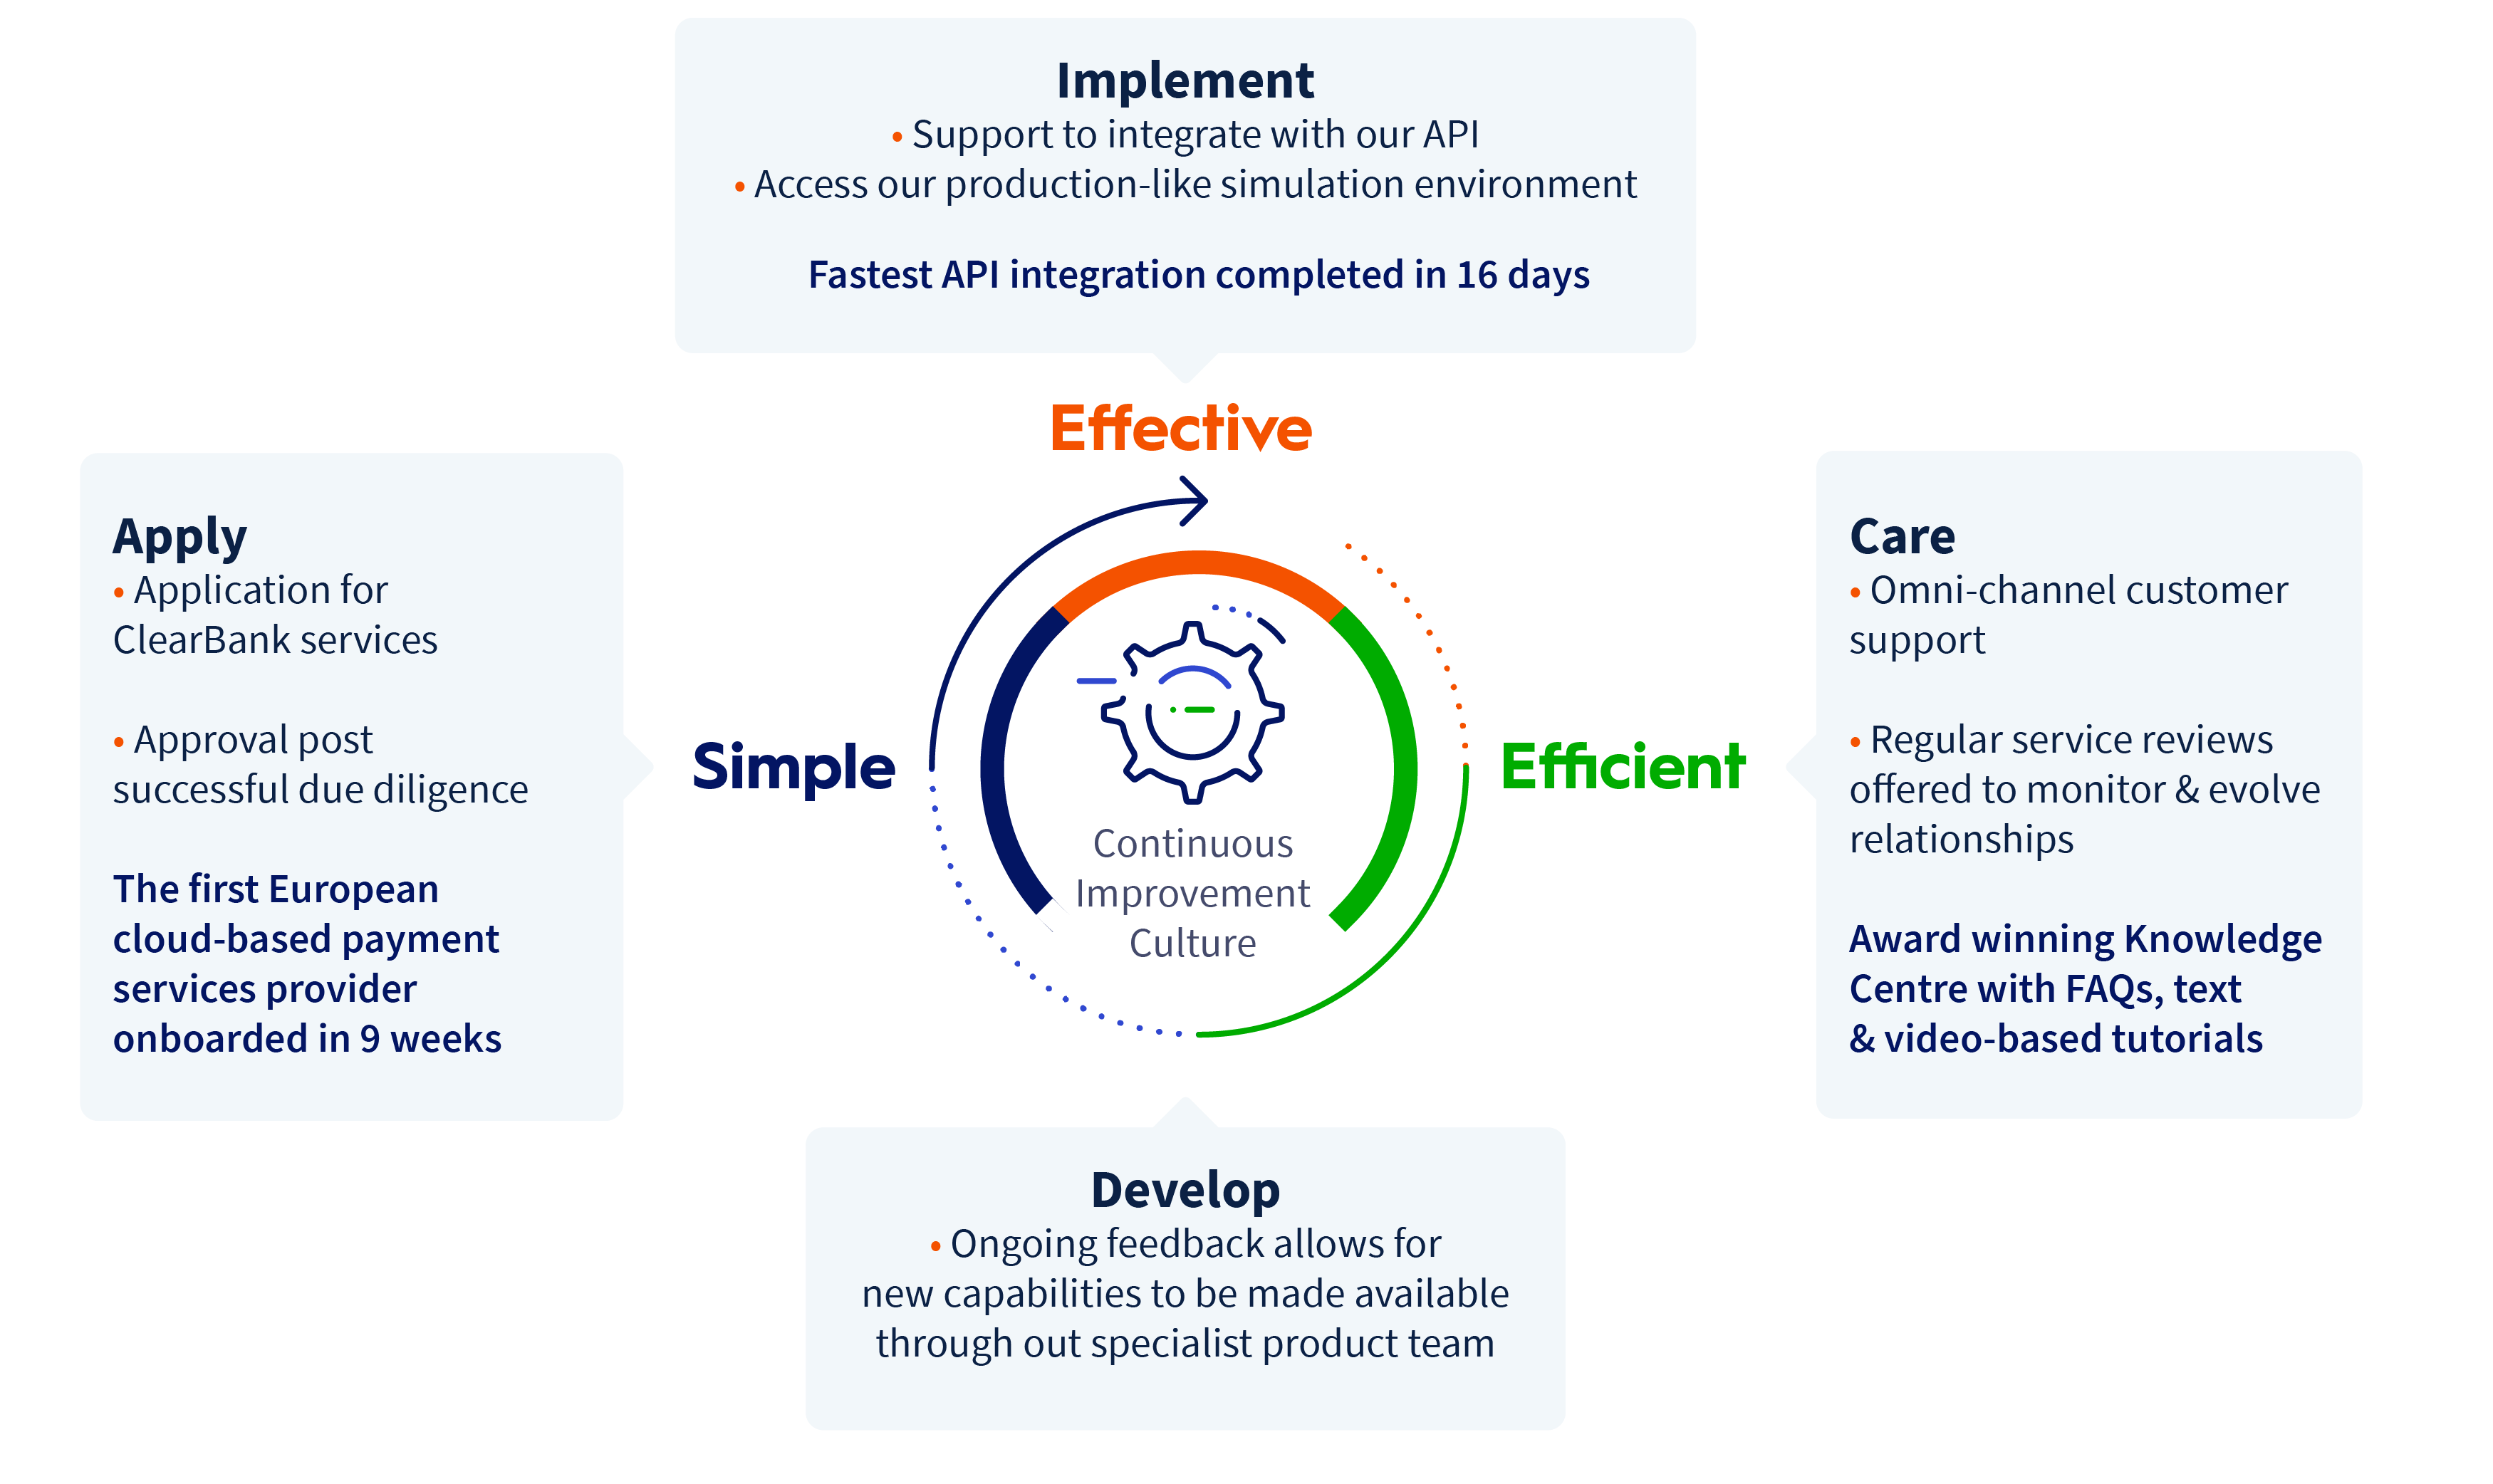 Implement
• Support to integrate with our API
• Access our production-like simulation environment
Fastest API integration completed in 16 days
Effective
Apply
• Application for
ClearBank services
• Approval post
successful due diligence
The first European
cloud-based payment
services provider
onboarded in 9 weeks
Simple
Continuous
Improvement
Culture
Efficient
Care
• Omni-channel customer
support
• Regular service reviews
offered to monitor & evolve
relationships
Award winning Knowledge
Centre with FAQs, text
& video-based tutorials
Develop
• Ongoing feedback allows for
new capabilities to be made available
through out specialist product team